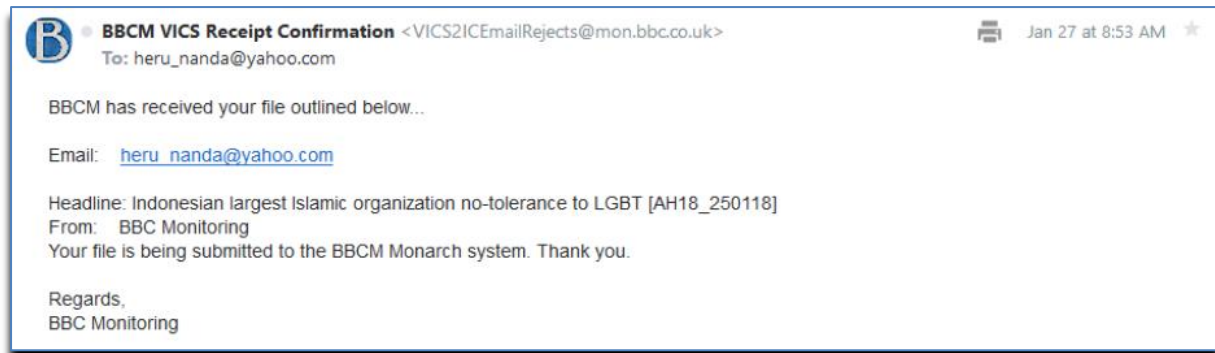 B BBCM VICS Receipt Confirmation <VICS2ICEmailRejects@mon.bbc.co.uk> Jan 27 at 8:53 AM
To: heru_nanda@yahoo.com
BBCM has received your file outlined below...
Email: heru_nanda@yahoo.com
Headline: Indonesian largest Islamic organization no-tolerance to LGBT [AH18_250118]
From: BBC Monitoring
Your file is being submitted to the BBCM Monarch system. Thank you.
Regards,
BBC Monitoring